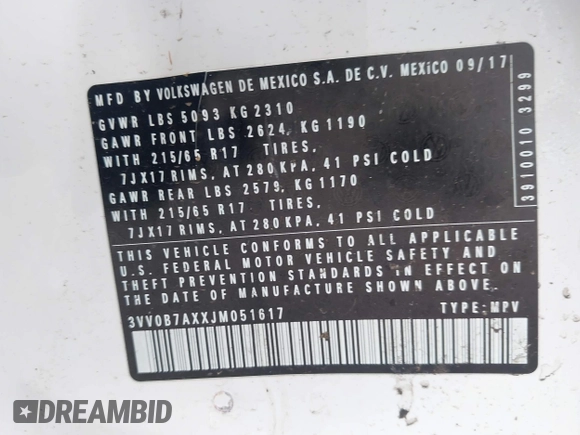 MFD BY VOLKSWAGEN DE MEXICO S.A. DE C.V. MEXICO 09/17
GVWR LBS 5093 KG 2310
GAWR FRONT LBS 2624, KG 1190
WITH 215/65 R17 TIRES,
7JX17 RIMS, AT 280 KPA, 41 PSI COLD
GAWR REAR LBS 2579, KG 1170
WITH 215/65 R17 TIRES,
7JX17 RIMS, AT 280 KPA, 41 PSI COLD
THIS VEHICLE CONFORMS TO ALL APPLICABLE
U.S. FEDERAL MOTOR VEHICLE SAFETY AND
THEFT PREVENTION STANDARDS IN EFFECT ON
THE DATE OF MANUFACTURE SHOWN ABOVE.
3VV0B7AXXJM051617 TYPE: MPV
3910010 3299
DREAMBID